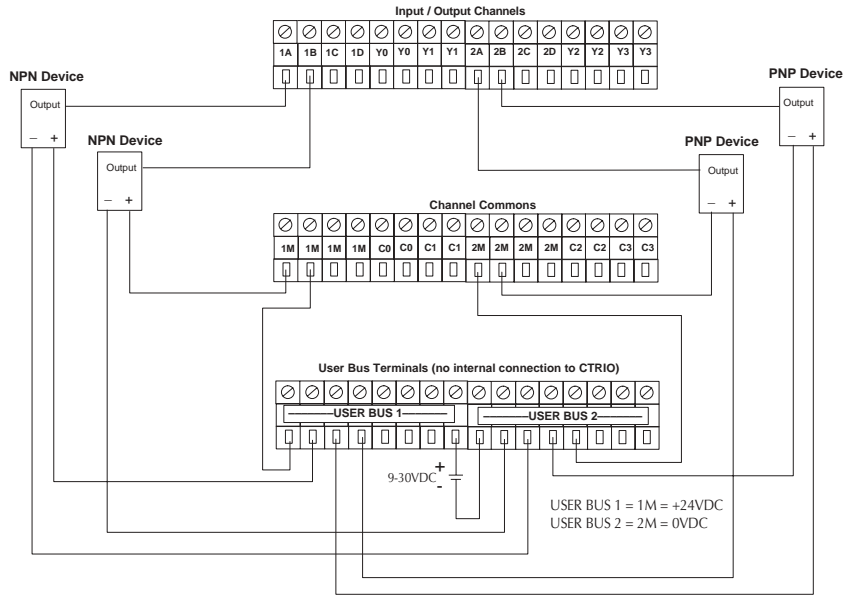 Input / Output Channels
1A 1B 1C 1D Y0 Y0 Y1 Y1 2A 2B 2C 2D Y2 Y2 Y3 Y3
NPN Device
Output
– +
NPN Device
Output
– +
PNP Device
Output
– +
PNP Device
Output
– +
Channel Commons
1M 1M 1M 1M C0 C0 C1 C1 2M 2M 2M 2M C2 C2 C3 C3
User Bus Terminals (no internal connection to CTRIO)
USER BUS 1 USER BUS 2
9-30VDC + -
USER BUS 1 = 1M = +24VDC
USER BUS 2 = 2M = 0VDC